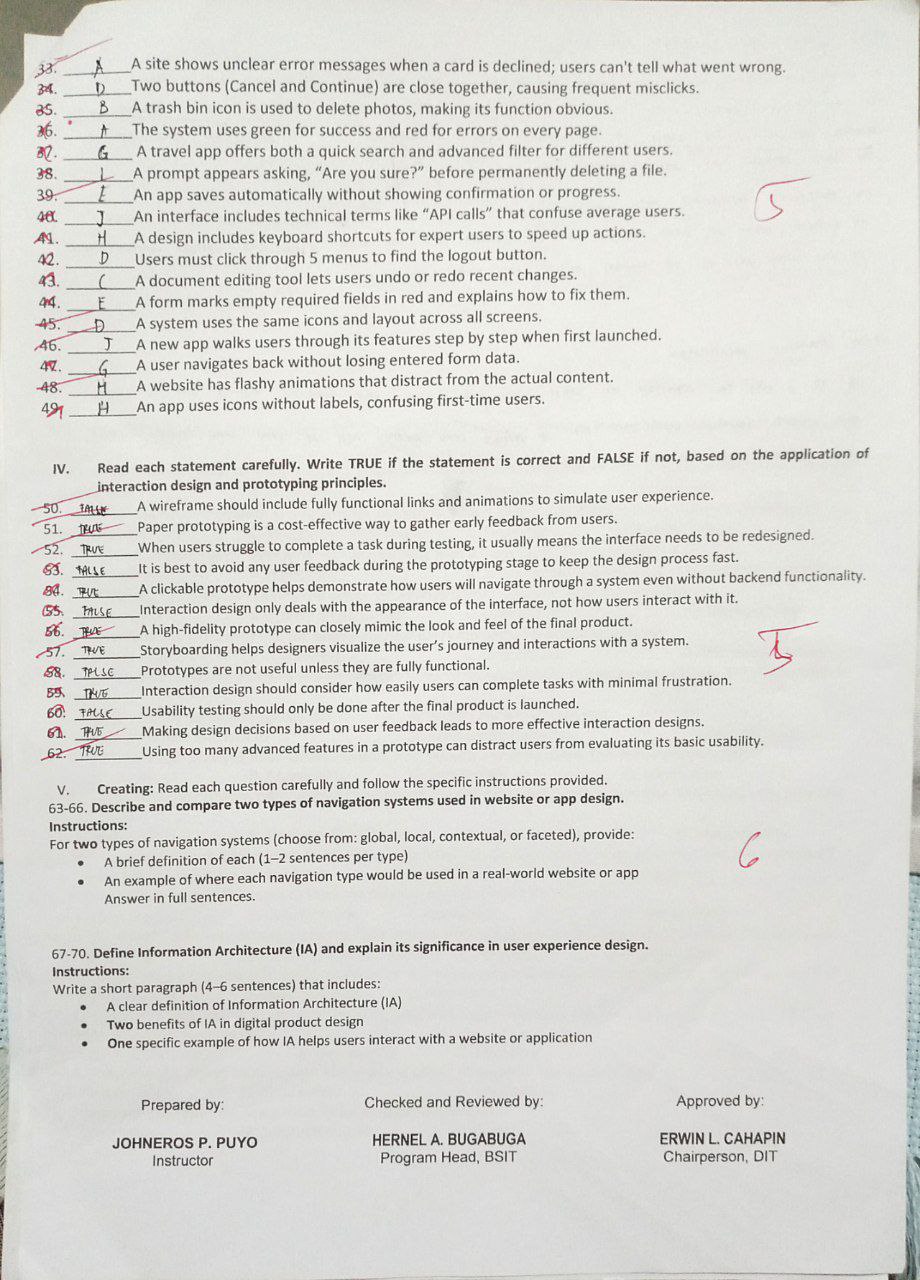 33. A A site shows unclear error messages when a card is declined; users can't tell what went wrong.
34. D Two buttons (Cancel and Continue) are close together, causing frequent misclicks.
35. B A trash bin icon is used to delete photos, making its function obvious.
36. A The system uses green for success and red for errors on every page.
37. G A travel app offers both a quick search and advanced filter for different users.
38. L A prompt appears asking, “Are you sure?” before permanently deleting a file.
39. E An app saves automatically without showing confirmation or progress.
40. J An interface includes technical terms like “API calls” that confuse average users.
41. H A design includes keyboard shortcuts for expert users to speed up actions.
42. D Users must click through 5 menus to find the logout button.
43. C A document editing tool lets users undo or redo recent changes.
44. E A form marks empty required fields in red and explains how to fix them.
45. D A system uses the same icons and layout across all screens.
46. J A new app walks users through its features step by step when first launched.
47. G A user navigates back without losing entered form data.
48. H A website has flashy animations that distract from the actual content.
49. H An app uses icons without labels, confusing first-time users.
IV. Read each statement carefully. Write TRUE if the statement is correct and FALSE if not, based on the application of
interaction design and prototyping principles.
50. FALSE A wireframe should include fully functional links and animations to simulate user experience.
51. TRUE Paper prototyping is a cost-effective way to gather early feedback from users.
52. TRUE When users struggle to complete a task during testing, it usually means the interface needs to be redesigned.
53. FALSE It is best to avoid any user feedback during the prototyping stage to keep the design process fast.
54. TRUE A clickable prototype helps demonstrate how users will navigate through a system even without backend functionality.
55. FALSE Interaction design only deals with the appearance of the interface, not how users interact with it.
56. TRUE A high-fidelity prototype can closely mimic the look and feel of the final product.
57. TRUE Storyboarding helps designers visualize the user’s journey and interactions with a system.
58. FALSE Prototypes are not useful unless they are fully functional.
59. TRUE Interaction design should consider how easily users can complete tasks with minimal frustration.
60. FALSE Usability testing should only be done after the final product is launched.
61. TRUE Making design decisions based on user feedback leads to more effective interaction designs.
62. TRUE Using too many advanced features in a prototype can distract users from evaluating its basic usability.
V. Creating: Read each question carefully and follow the specific instructions provided.
63-66. Describe and compare two types of navigation systems used in website or app design.
Instructions:
For two types of navigation systems (choose from: global, local, contextual, or faceted), provide:
• A brief definition of each (1–2 sentences per type)
6
• An example of where each navigation type would be used in a real-world website or app
Answer in full sentences.
67-70. Define Information Architecture (IA) and explain its significance in user experience design.
Instructions:
Write a short paragraph (4–6 sentences) that includes:
• A clear definition of Information Architecture (IA)
• Two benefits of IA in digital product design
• One specific example of how IA helps users interact with a website or application
Prepared by: Checked and Reviewed by: Approved by:
JOHNEROS P. PUYO HERNEL A. BUGABUGA ERWIN L. CAHAPIN
Instructor Program Head, BSIT Chairperson, DIT